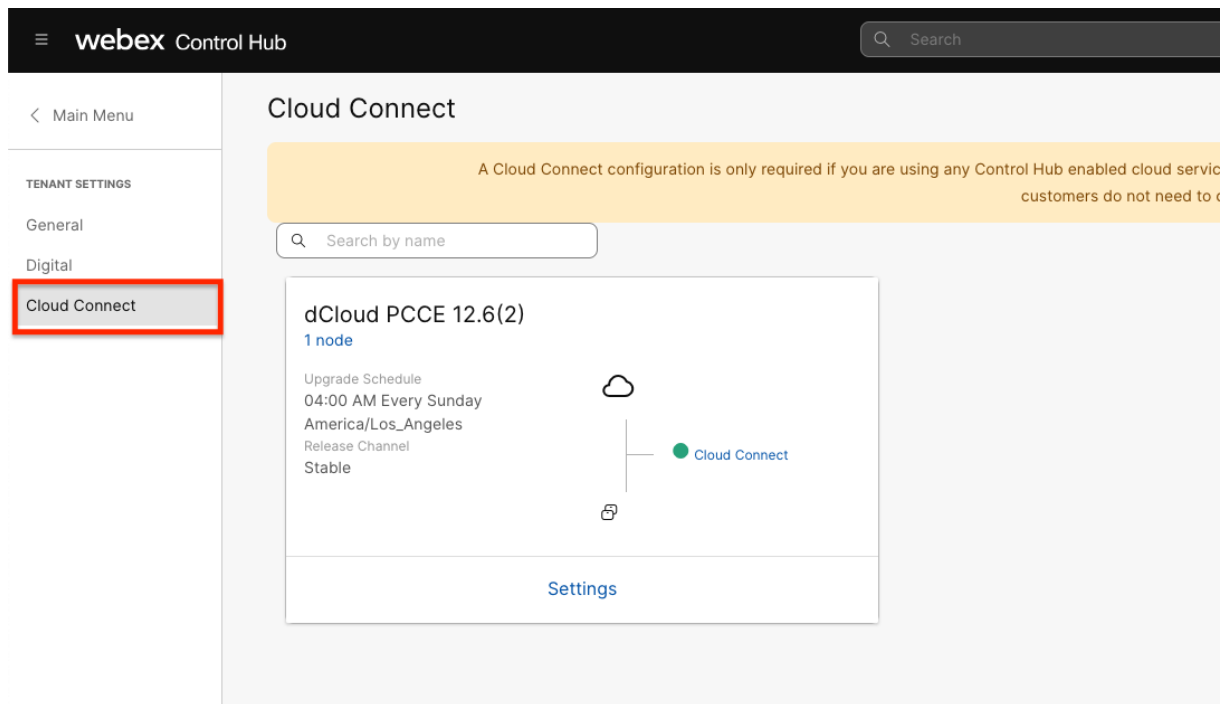 webex Control Hub
Search
Main Menu
TENANT SETTINGS
General
Digital
Cloud Connect
Cloud Connect
A Cloud Connect configuration is only required if you are using any Control Hub enabled cloud
customers do not need to
Search by name
dCloud PCCE 12.6(2)
1 node
Upgrade Schedule
04:00 AM Every Sunday
America/Los_Angeles
Release Channel
Stable
Cloud Connect
Settings